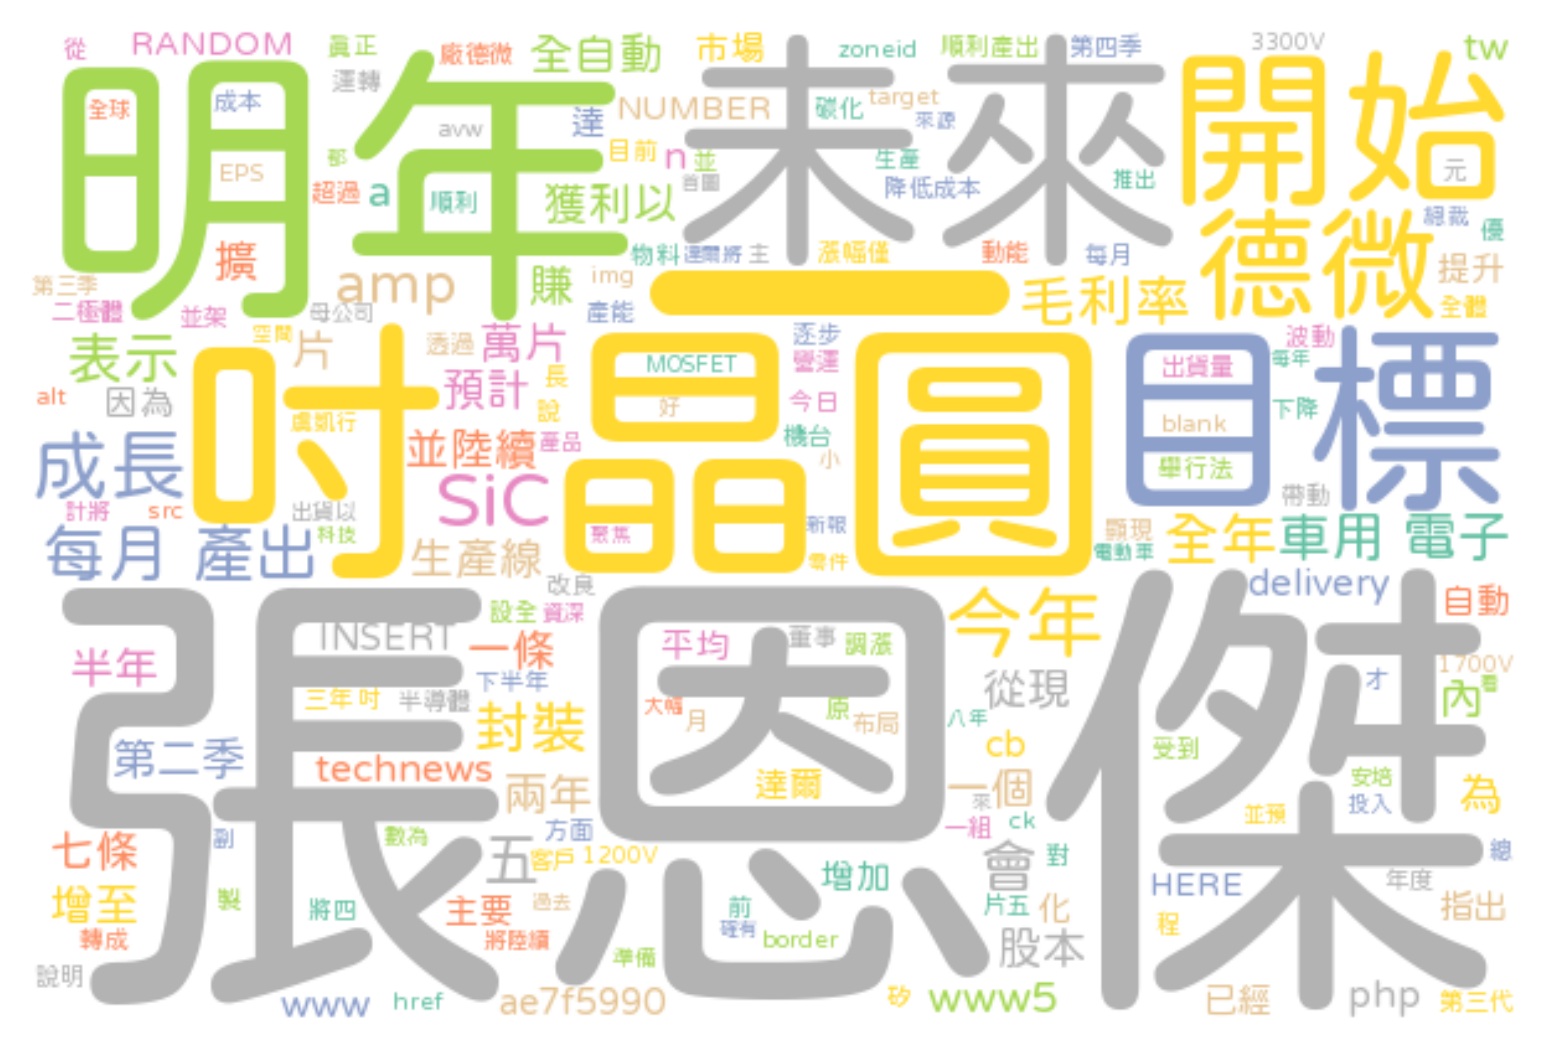 從 RANDOM 真正 廠德微 全自動 市場 zoneid 順利產出 第四季 3300V tw
運轉
明年 未來 開始
全球 成本 avw 達 NUMBER 碳化 target 來源
EPS 都 目前 n 並 生產 元
超過 a 順利 獲利以 首圖 降低成本 推出 總裁 優
擴 物料 達爾將 主 漲幅僅 動能 每月 德微 提升
第三季 amp 賺 img 一 毛利率 全體
二極體 並架 母公司 產能
表示 空間 片 透過 萬片 逐步 波動
吋 晶圓 目標
MOSFET 營運 出貨量 每年
alt 因為 預計 長 好 今日 下降
虞凱行 說 blank
成長 並陸續 產品 機台 小 舉行法
計將 src 出貨以 SiC 新報 帶動
每月 產出 科技 生產線 聚焦 零件 顯現 全年 車用 電子
電動車
改良 delivery
張恩傑
設全 資深 今年 自動
INSERT 一條 平均 董事 調漲
半年 下半年 從現 1700V
三年 吋 半導體 大幅 月 原 布局 才 內 看
封裝 八年
第二季 cb 受到
technews 兩年 達爾 一個 安培 為
來 投入
方面 一組 ck 並預
七條 副 數為 五 客戶 1200V 會 對 總
增加 HERE 年度
增至 製 將四 主要 過去 前 片五 化 指出
轉成 將陸續 確有 border 股本 程
說明 準備
www href ae7f5990 矽 www5 已經 php 第三代